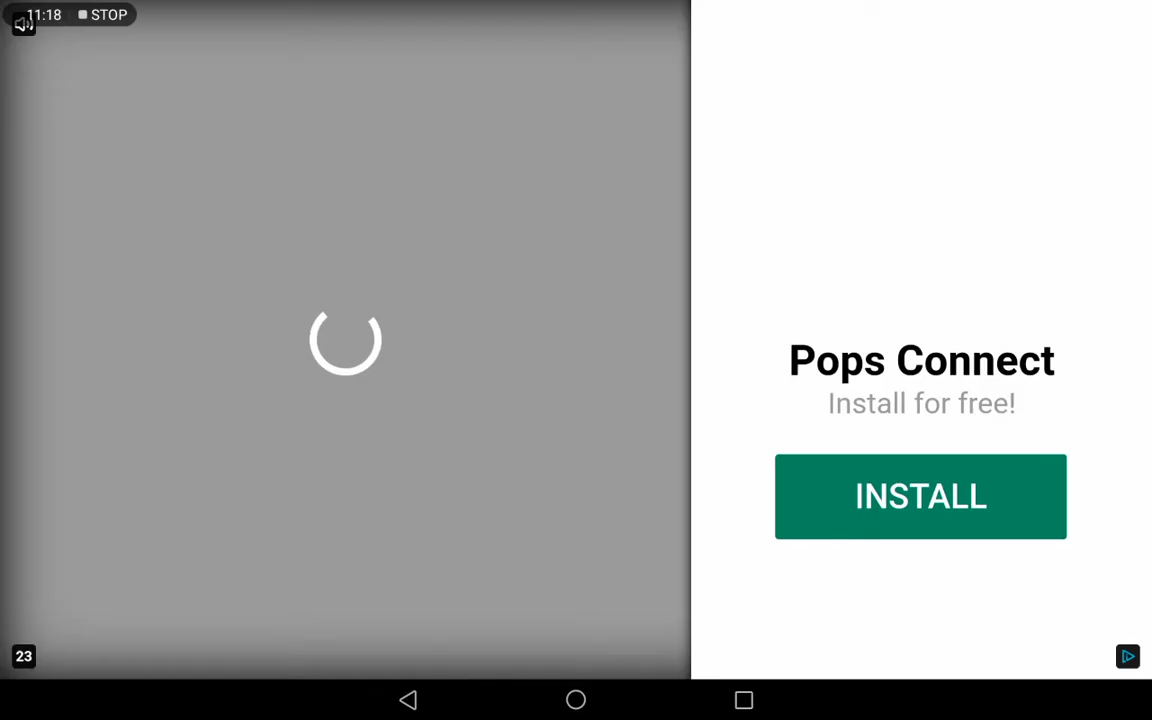 11:18 STOP
Pops Connect
Install for free!
INSTALL
23